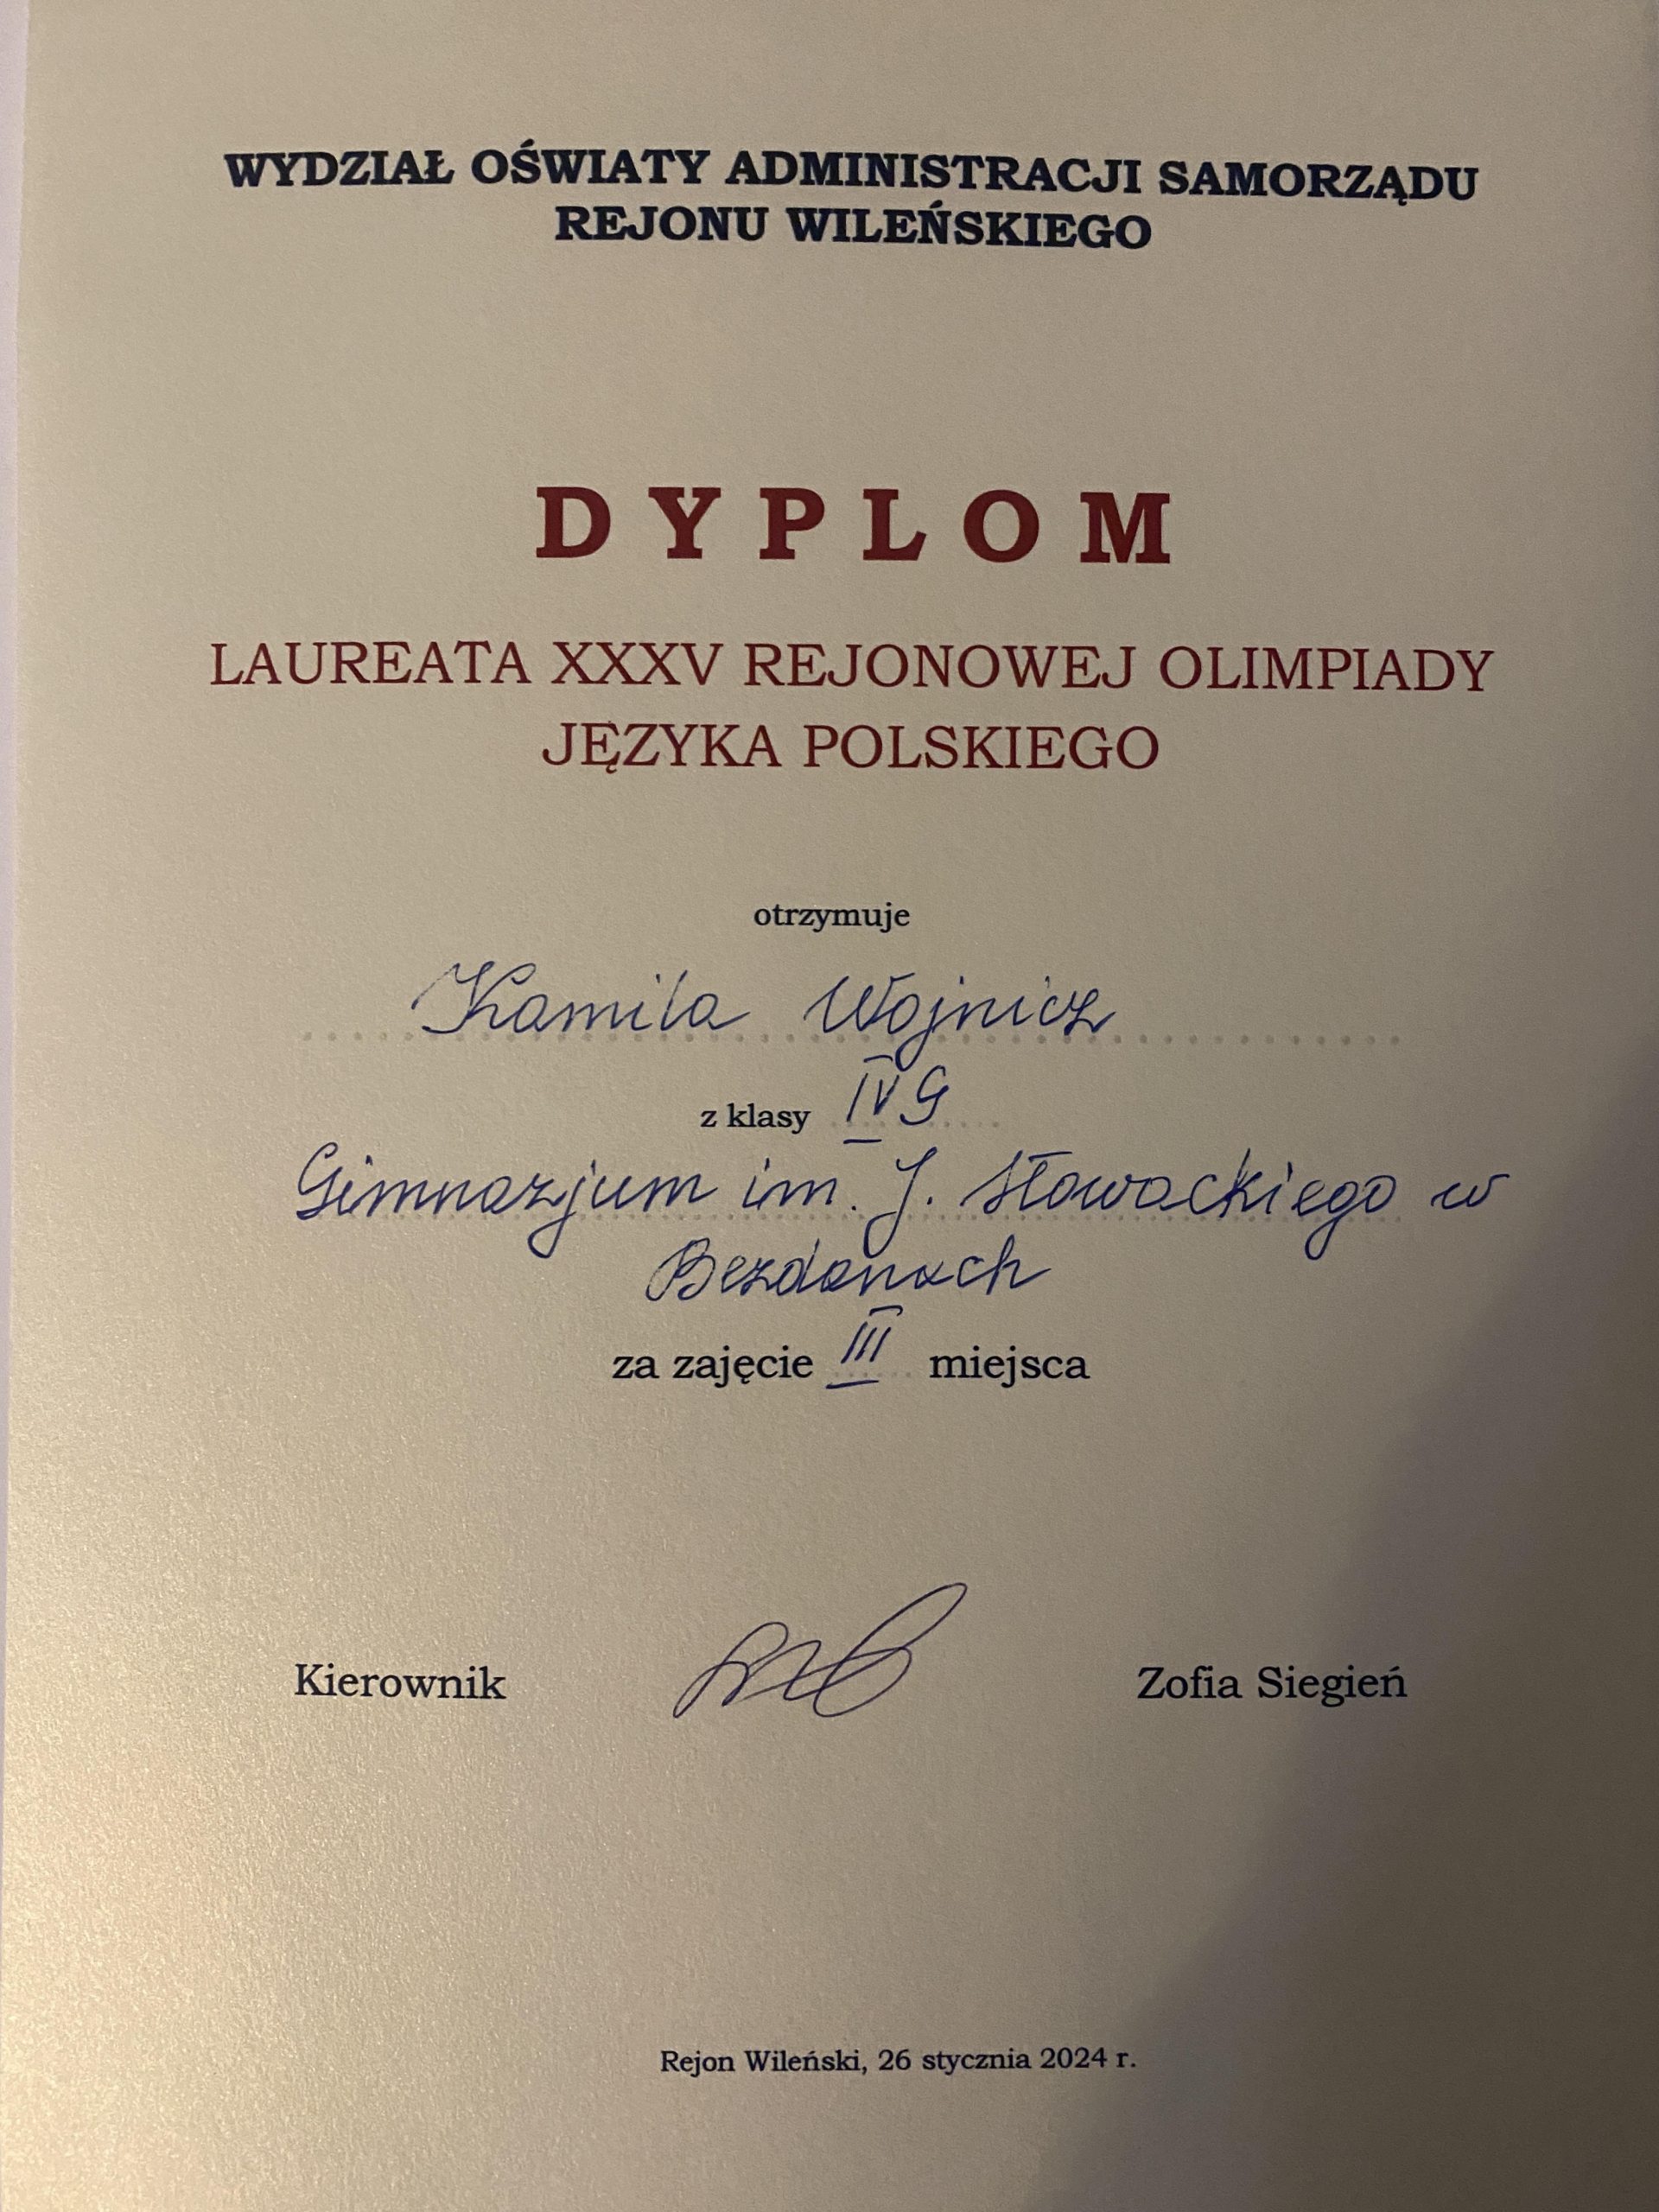 WYDZIAŁ OŚWIATY ADMINISTRACJI SAMORZĄDU
REJONU WILEŃSKIEGO
DYPLOM
LAUREATA XXXV REJONOWEJ OLIMPIADY
JĘZYKA POLSKIEGO
otrzymuje
Kamila Wojnicz
z klasy IV G
Gimnazjum im. J. Słowackiego w
Bezdanach
za zajęcie III miejsca
Kierownik Zofia Siegień
Rejon Wileński, 26 stycznia 2024 r.